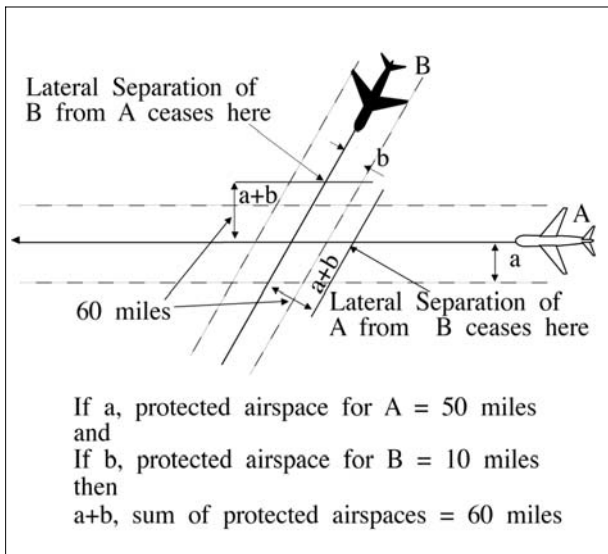 Lateral Separation of
B from A ceases here
B
b
a+b
A
a
a+b
60 miles
Lateral Separation of
A from B ceases here
If a, protected airspace for A = 50 miles
and
If b, protected airspace for B = 10 miles
then
a+b, sum of protected airspaces = 60 miles